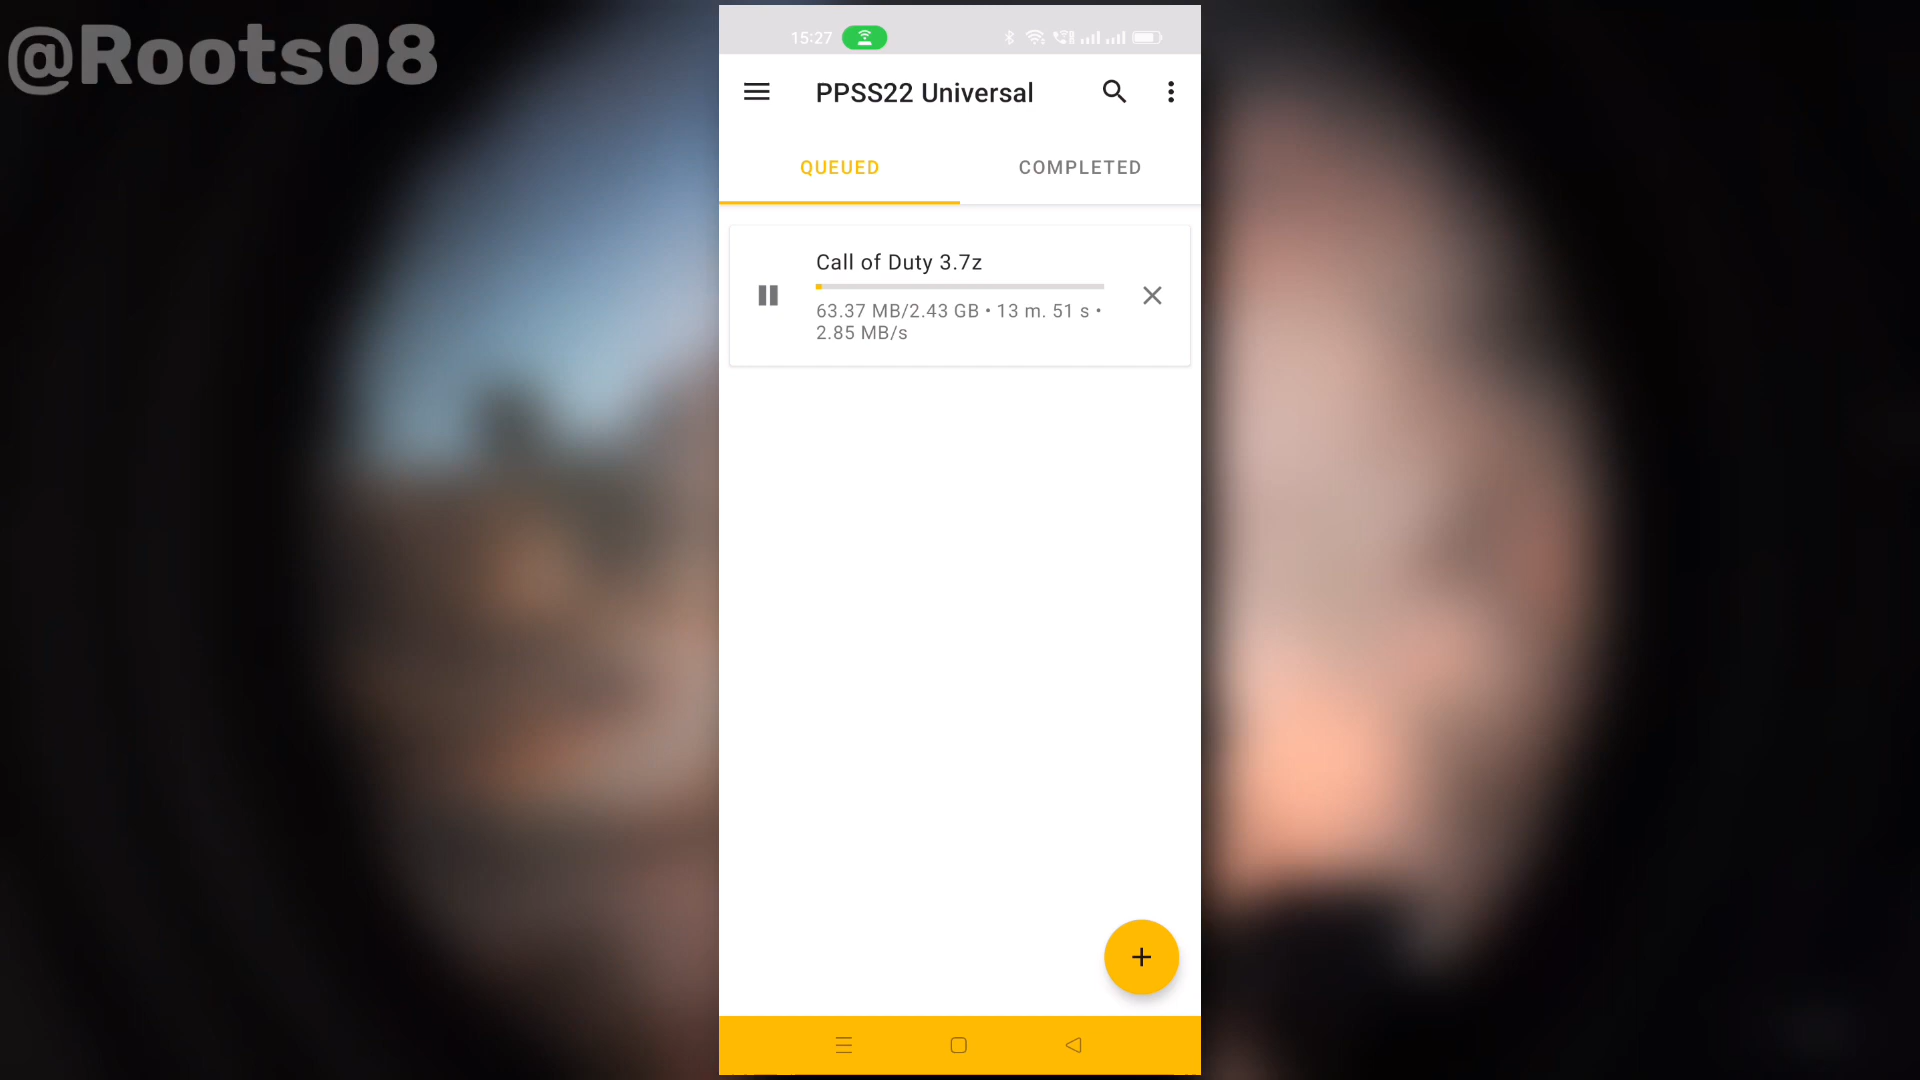 @Roots08
15:27
PPSS22 Universal
QUEUED
COMPLETED
Call of Duty 3.7z
63.37 MB/2.43 GB • 13 m. 51 s •
2.85 MB/s